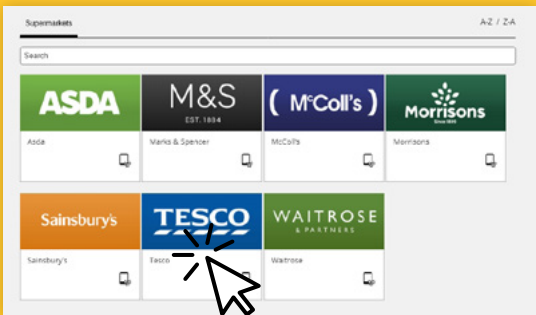 Supermarkets
A-Z / Z-A
Search
ASDA
M&S
EST. 1884
( McColl's )
Morrisons
Since 1899
Asda
Marks & Spencer
McColl's
Morrisons
Sainsbury's
TESCO
WAITROSE
& PARTNERS
Sainsbury's
Tesco
Waitrose